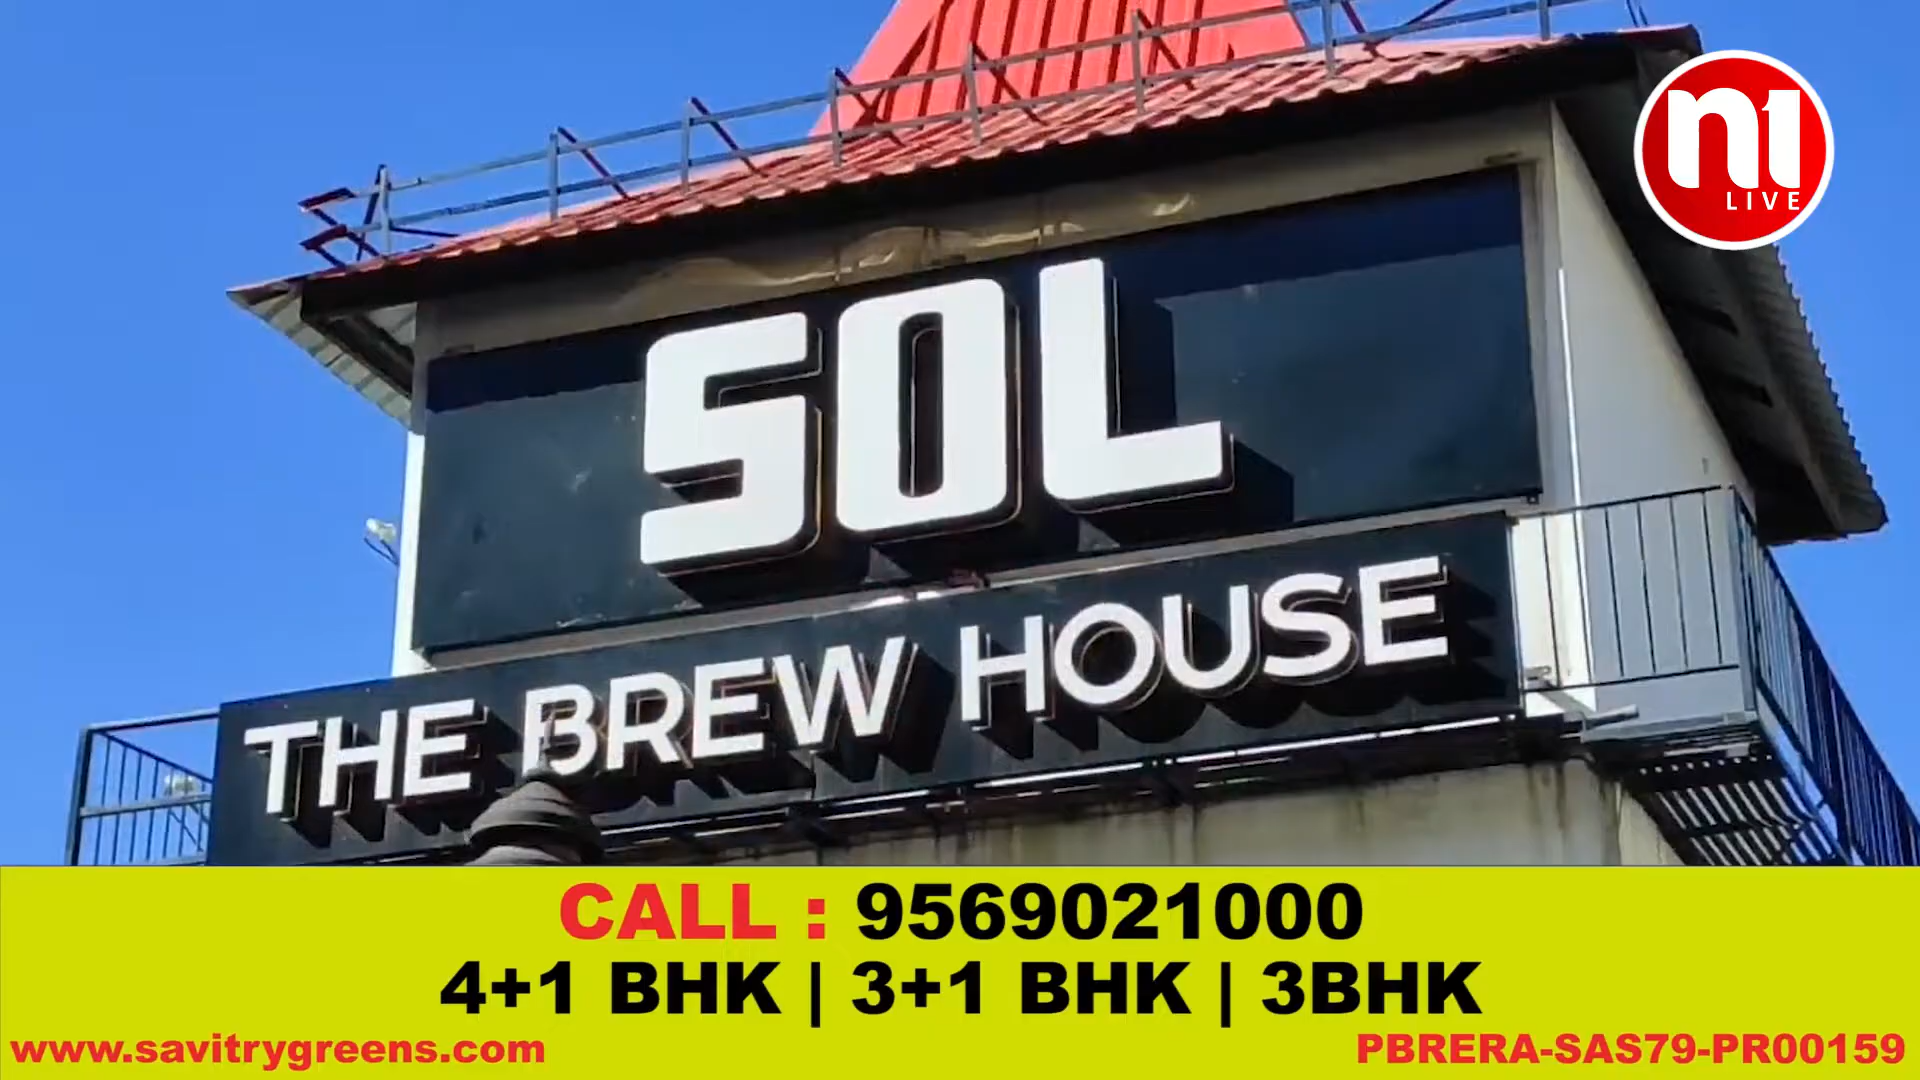 n1
LIVE
SOL
THE BREW HOUSE
CALL : 9569021000
4+1 BHK | 3+1 BHK | 3BHK
www.savitrygreens.com
PBRERA-SAS79-PR00159